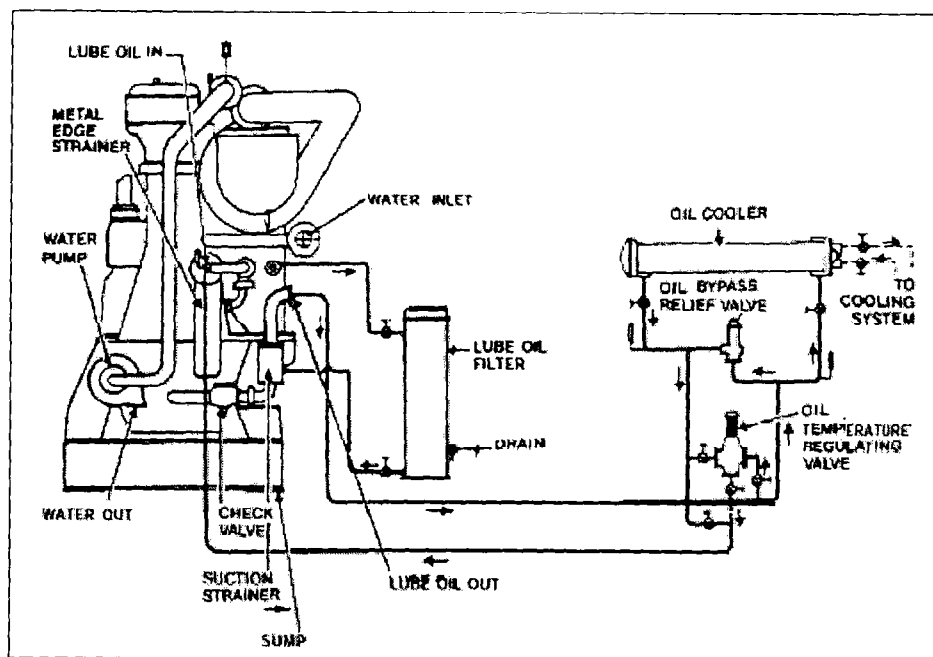 LUBE OIL IN
METAL
EDGE
STRAINER
WATER INLET
WATER
PUMP
OIL COOLER
OIL BYPASS
RELIEF VALVE
TO
COOLING
SYSTEM
LUBE OIL
FILTER
OIL
TEMPERATURE
REGULATING
VALVE
DRAIN
WATER OUT
CHECK
VALVE
SUCTION
STRAINER
LUBE OIL OUT
SUMP